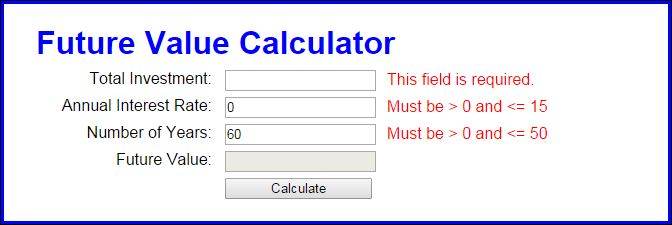 Future Value Calculator
Total Investment: This field is required.
Annual Interest Rate: 0 Must be > 0 and <= 15
Number of Years: 60 Must be > 0 and <= 50
Future Value:
Calculate